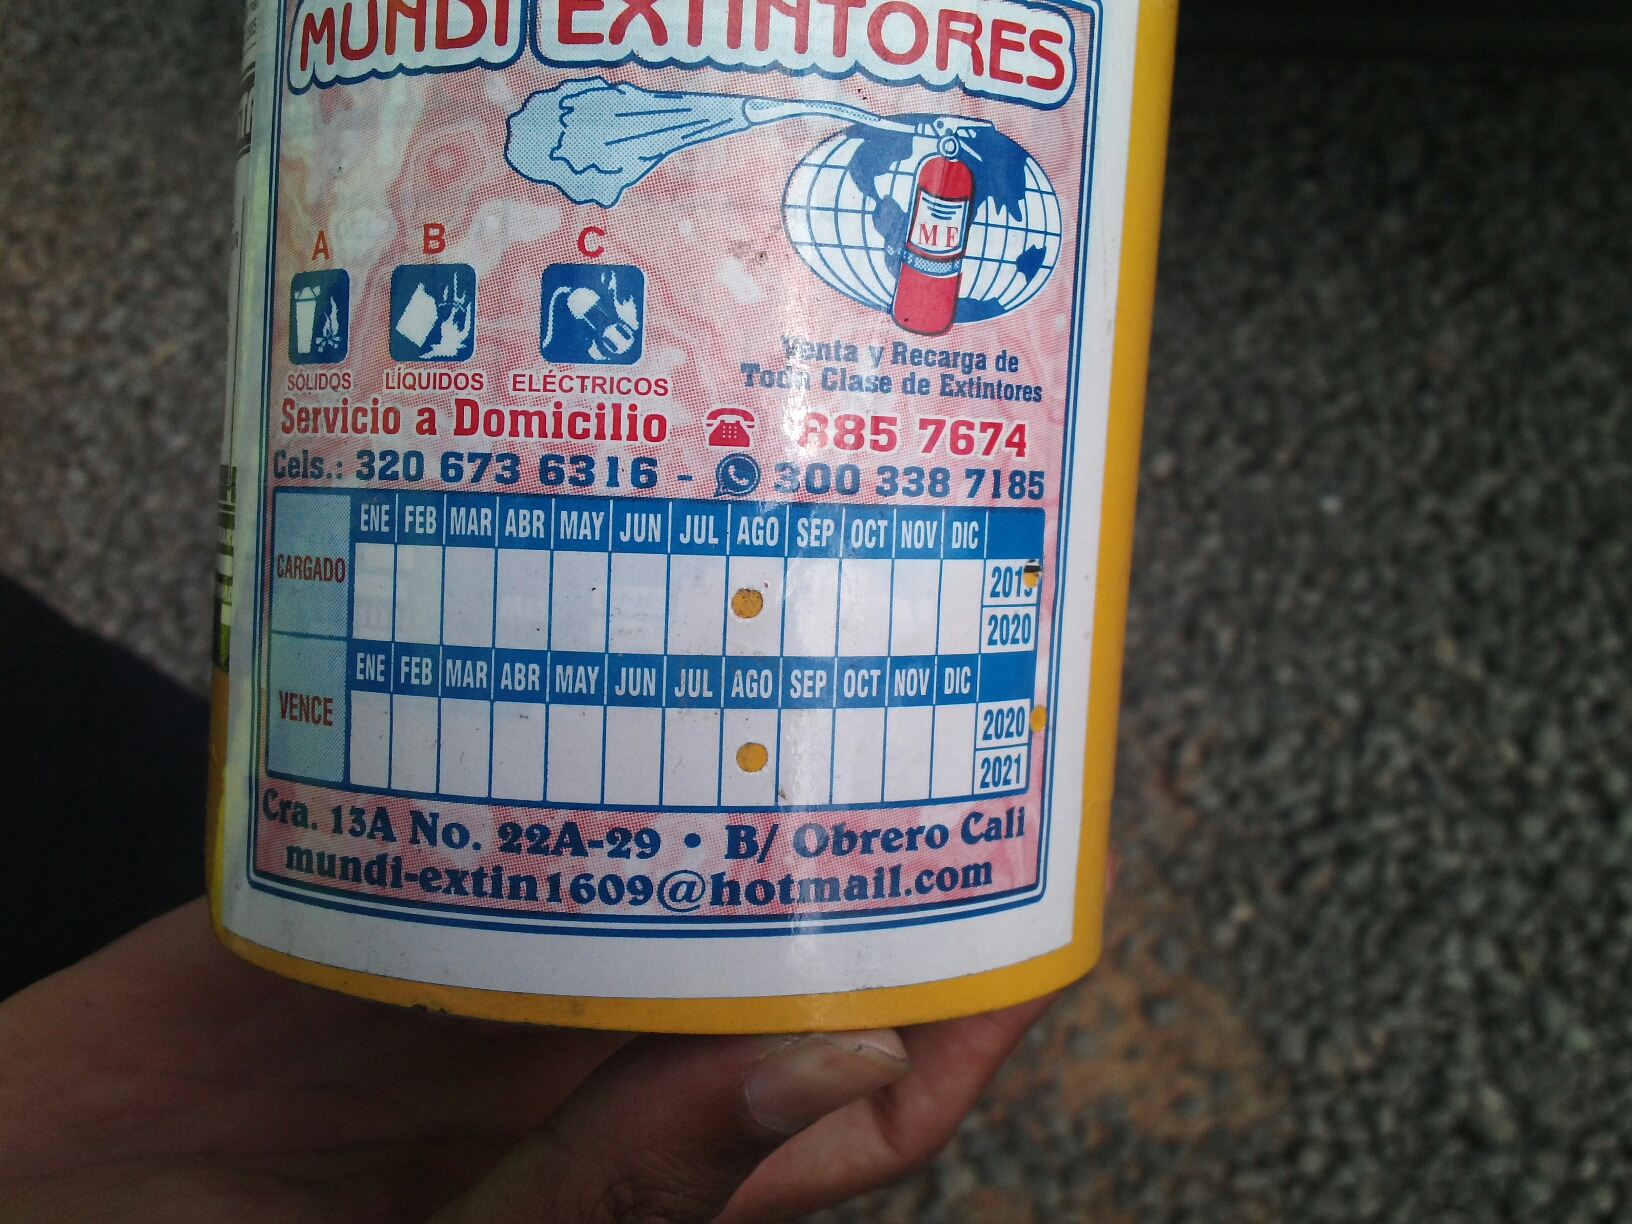 MUNDI EXTINTORES
M E
A B C
SÓLIDOS LÍQUIDOS ELÉCTRICOS
Venta y Recarga de
Toda Clase de Extintores
Servicio a Domicilio 885 7674
Cels.: 320 673 6316 - 300 338 7185
ENE FEB MAR ABR MAY JUN JUL AGO SEP OCT NOV DIC
CARGADO 2019
2020
ENE FEB MAR ABR MAY JUN JUL AGO SEP OCT NOV DIC
VENCE 2020
2021
Cra. 13A No. 22A-29 • B/ Obrero Cali
mundi-extin1609@hotmail.com